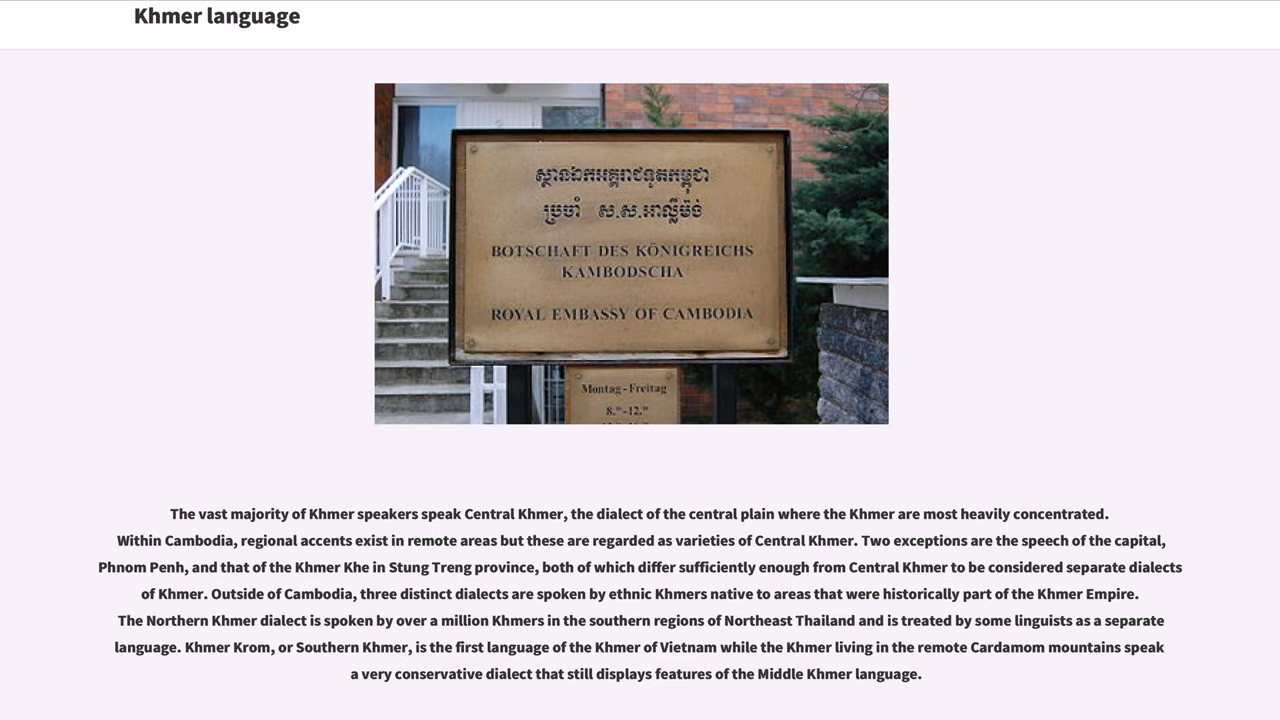 Khmer language
ស្ថានឯកអគ្គរាជទូតកម្ពុជា
ប្រចាំ ស.ស.អាល្លឺម៉ង់
BOTSCHAFT DES KÖNIGREICHS
KAMBODSCHA
ROYAL EMBASSY OF CAMBODIA
Montag - Freitag
8.°° -12.°°
The vast majority of Khmer speakers speak Central Khmer, the dialect of the central plain where the Khmer are most heavily concentrated.
Within Cambodia, regional accents exist in remote areas but these are regarded as varieties of Central Khmer. Two exceptions are the speech of the capital,
Phnom Penh, and that of the Khmer Khe in Stung Treng province, both of which differ sufficiently enough from Central Khmer to be considered separate dialects
of Khmer. Outside of Cambodia, three distinct dialects are spoken by ethnic Khmers native to areas that were historically part of the Khmer Empire.
The Northern Khmer dialect is spoken by over a million Khmers in the southern regions of Northeast Thailand and is treated by some linguists as a separate
language. Khmer Krom, or Southern Khmer, is the first language of the Khmer of Vietnam while the Khmer living in the remote Cardamom mountains speak
a very conservative dialect that still displays features of the Middle Khmer language.